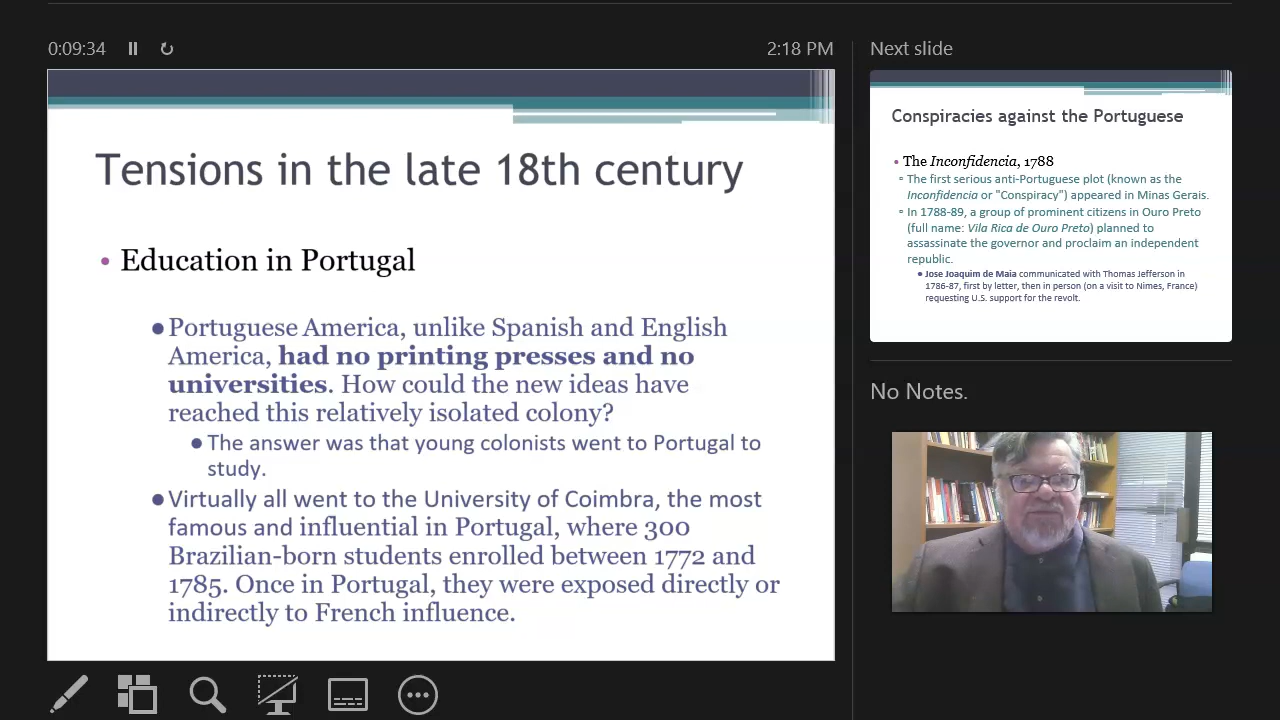 0:09:34
2:18 PM
Tensions in the late 18th century
• Education in Portugal
● Portuguese America, unlike Spanish and English
America, had no printing presses and no
universities. How could the new ideas have
reached this relatively isolated colony?
● The answer was that young colonists went to Portugal to
study.
● Virtually all went to the University of Coimbra, the most
famous and influential in Portugal, where 300
Brazilian-born students enrolled between 1772 and
1785. Once in Portugal, they were exposed directly or
indirectly to French influence.
Next slide
Conspiracies against the Portuguese
• The Inconfidencia, 1788
▫ The first serious anti-Portuguese plot (known as the
Inconfidencia or "Conspiracy") appeared in Minas Gerais.
▫ In 1788-89, a group of prominent citizens in Ouro Preto
(full name: Vila Rica de Ouro Preto) planned to
assassinate the governor and proclaim an independent
republic.
● Jose Joaquim de Maia communicated with Thomas Jefferson in
1786-87, first by letter, then in person (on a visit to Nimes, France)
requesting U.S. support for the revolt.
No Notes.